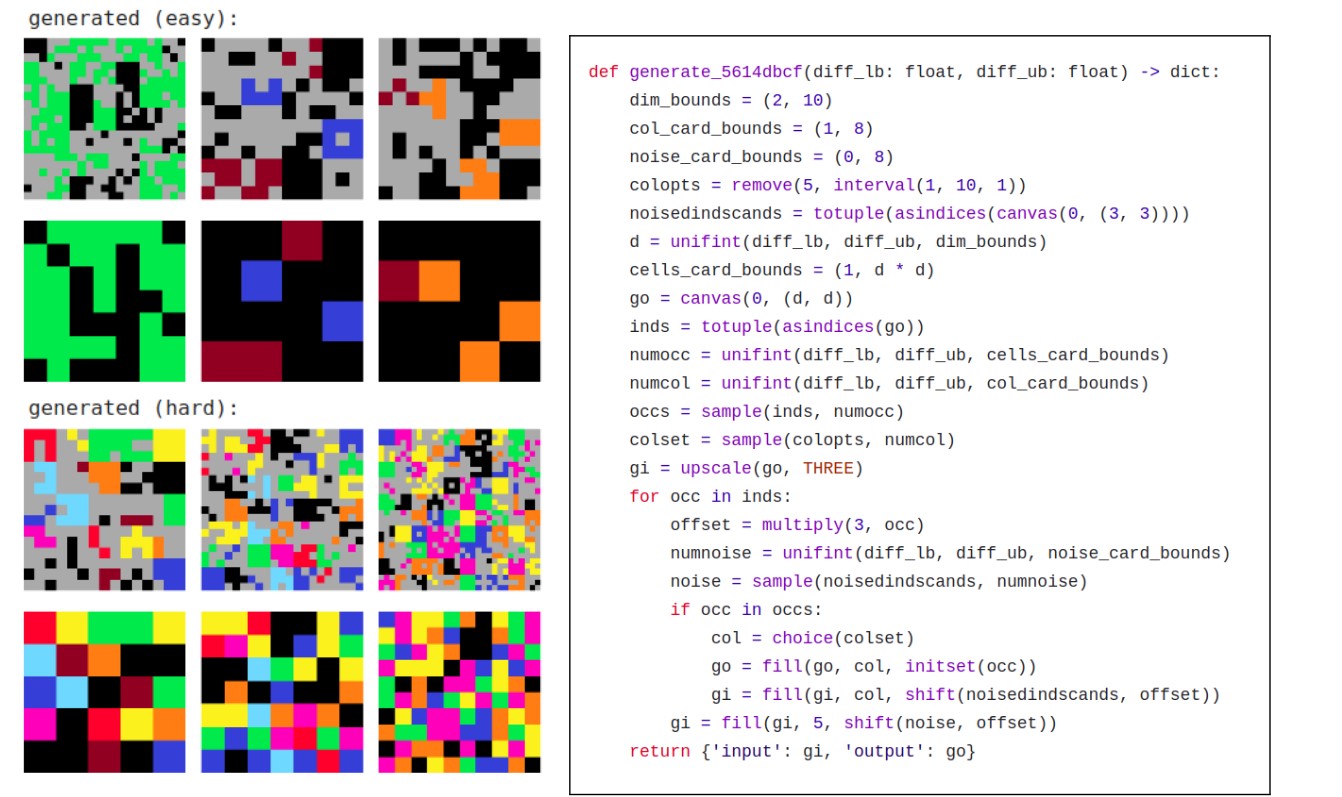 generated (easy):
def generate_5614dbcf(diff_lb: float, diff_ub: float) -> dict:
    dim_bounds = (2, 10)
    col_card_bounds = (1, 8)
    noise_card_bounds = (0, 8)
    colopts = remove(5, interval(1, 10, 1))
    noisedindscands = totuple(asindices(canvas(0, (3, 3))))
    d = unifint(diff_lb, diff_ub, dim_bounds)
    cells_card_bounds = (1, d * d)
    go = canvas(0, (d, d))
    inds = totuple(asindices(go))
    numocc = unifint(diff_lb, diff_ub, cells_card_bounds)
    numcol = unifint(diff_lb, diff_ub, col_card_bounds)
    occs = sample(inds, numocc)
    colset = sample(colopts, numcol)
    gi = upscale(go, THREE)
    for occ in inds:
        offset = multiply(3, occ)
        numnoise = unifint(diff_lb, diff_ub, noise_card_bounds)
        noise = sample(noisedindscands, numnoise)
        if occ in occs:
            col = choice(colset)
            go = fill(go, col, initset(occ))
            gi = fill(gi, col, shift(noisedindscands, offset))
        gi = fill(gi, 5, shift(noise, offset))
    return {'input': gi, 'output': go}
generated (hard):